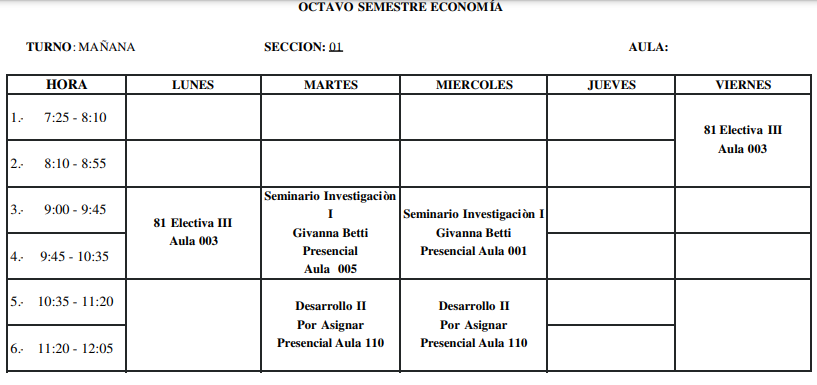 OCTAVO SEMESTRE ECONOMÍA
TURNO: MAÑANA SECCION: 01 AULA:
HORA LUNES MARTES MIERCOLES JUEVES VIERNES
1.- 7:25 - 8:10
81 Electiva III
Aula 003
2.- 8:10 - 8:55
3.- 9:00 - 9:45
81 Electiva III
Aula 003
Seminario Investigaciòn
I
Givanna Betti
Presencial
Aula 005
Seminario Investigaciòn I
Givanna Betti
Presencial Aula 001
4.- 9:45 - 10:35
5.- 10:35 - 11:20
Desarrollo II
Por Asignar
Presencial Aula 110
Desarrollo II
Por Asignar
Presencial Aula 110
6.- 11:20 - 12:05